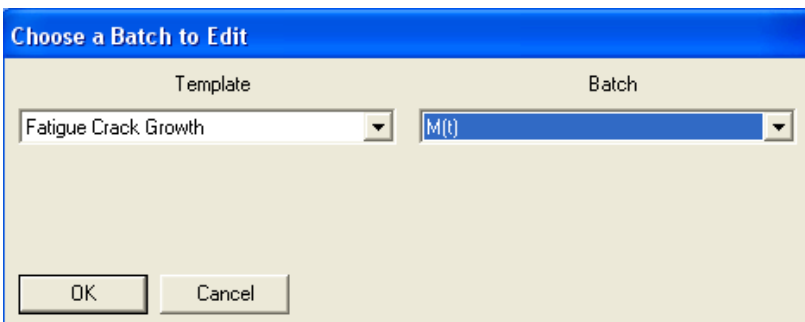 Choose a Batch to Edit
Template Batch
Fatigue Crack Growth M(t)
OK Cancel